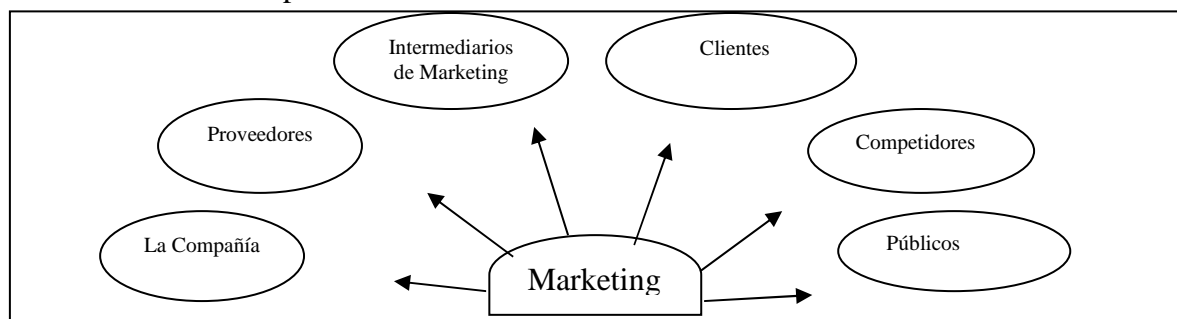 Intermediarios
de Marketing
Clientes
Proveedores
Competidores
La Compañía
Públicos
Marketing